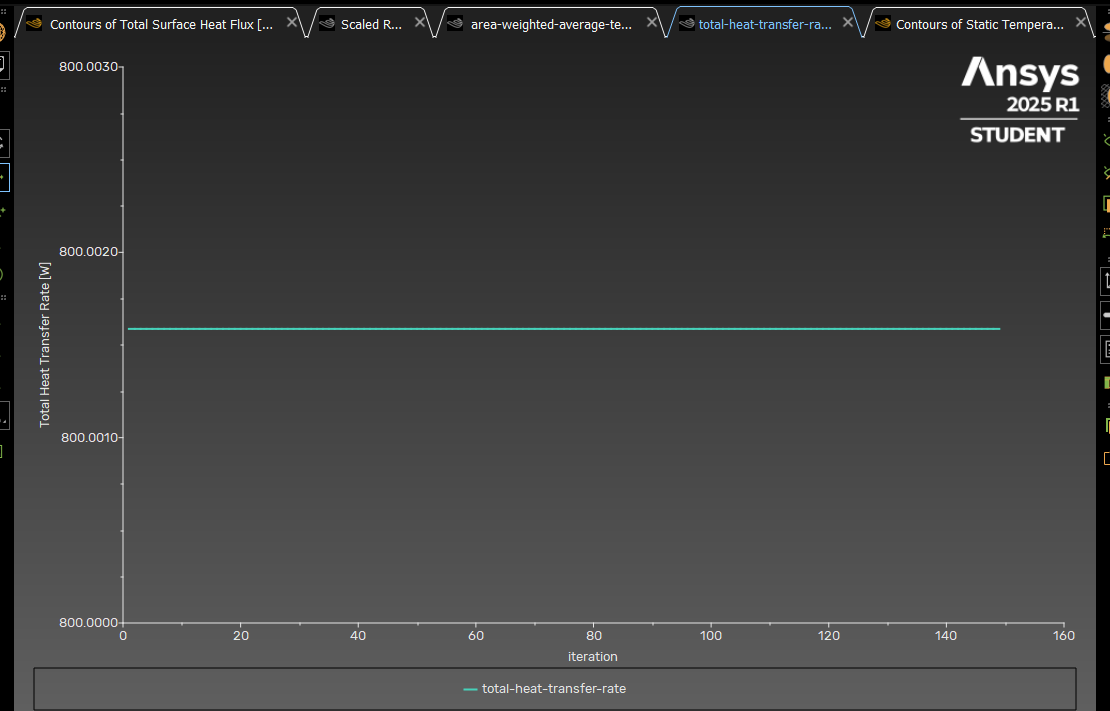 Contours of Total Surface Heat Flux [...
Scaled R...
area-weighted-average-te...
total-heat-transfer-ra...
Contours of Static Tempera...
Ansys
2025 R1
STUDENT
800.0030
800.0020
800.0010
800.0000
Total Heat Transfer Rate [W]
0 20 40 60 80 100 120 140 160
iteration
total-heat-transfer-rate